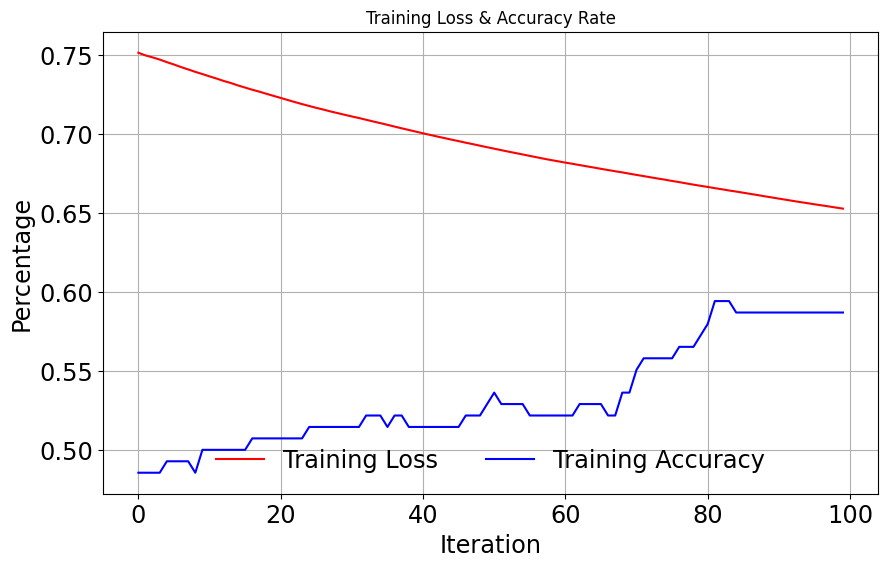 Training Loss & Accuracy Rate
Percentage
0.75
0.70
0.65
0.60
0.55
0.50
Training Loss Training Accuracy
0 20 40 60 80 100
Iteration